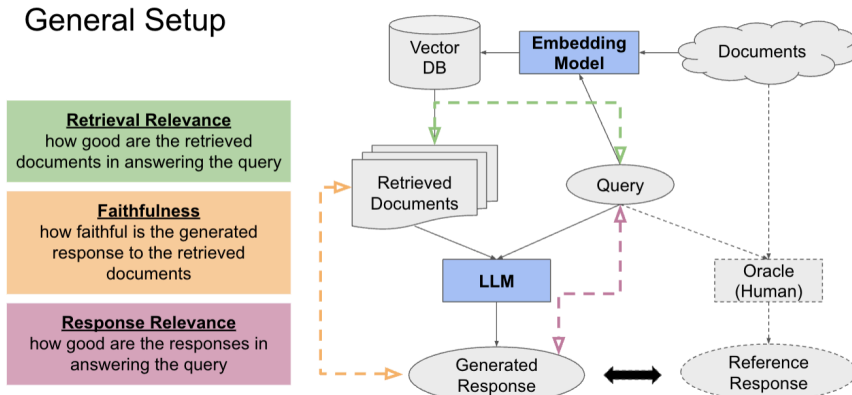 General Setup
Retrieval Relevance
how good are the retrieved
documents in answering the query
Faithfulness
how faithful is the generated
response to the retrieved
documents
Response Relevance
how good are the responses in
answering the query
Vector
DB
Embedding
Model
Documents
Retrieved
Documents
Query
LLM
Oracle
(Human)
Generated
Response
Reference
Response